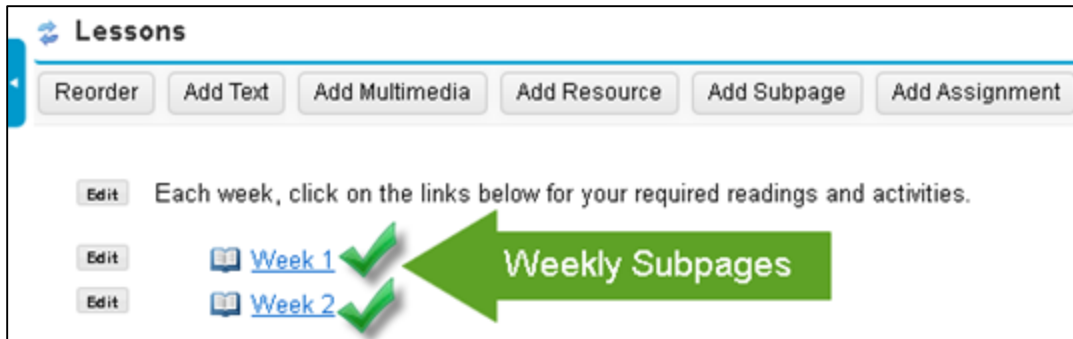 Lessons
Reorder Add Text Add Multimedia Add Resource Add Subpage Add Assignment
Edit Each week, click on the links below for your required readings and activities.
Edit Week 1 Weekly Subpages
Edit Week 2